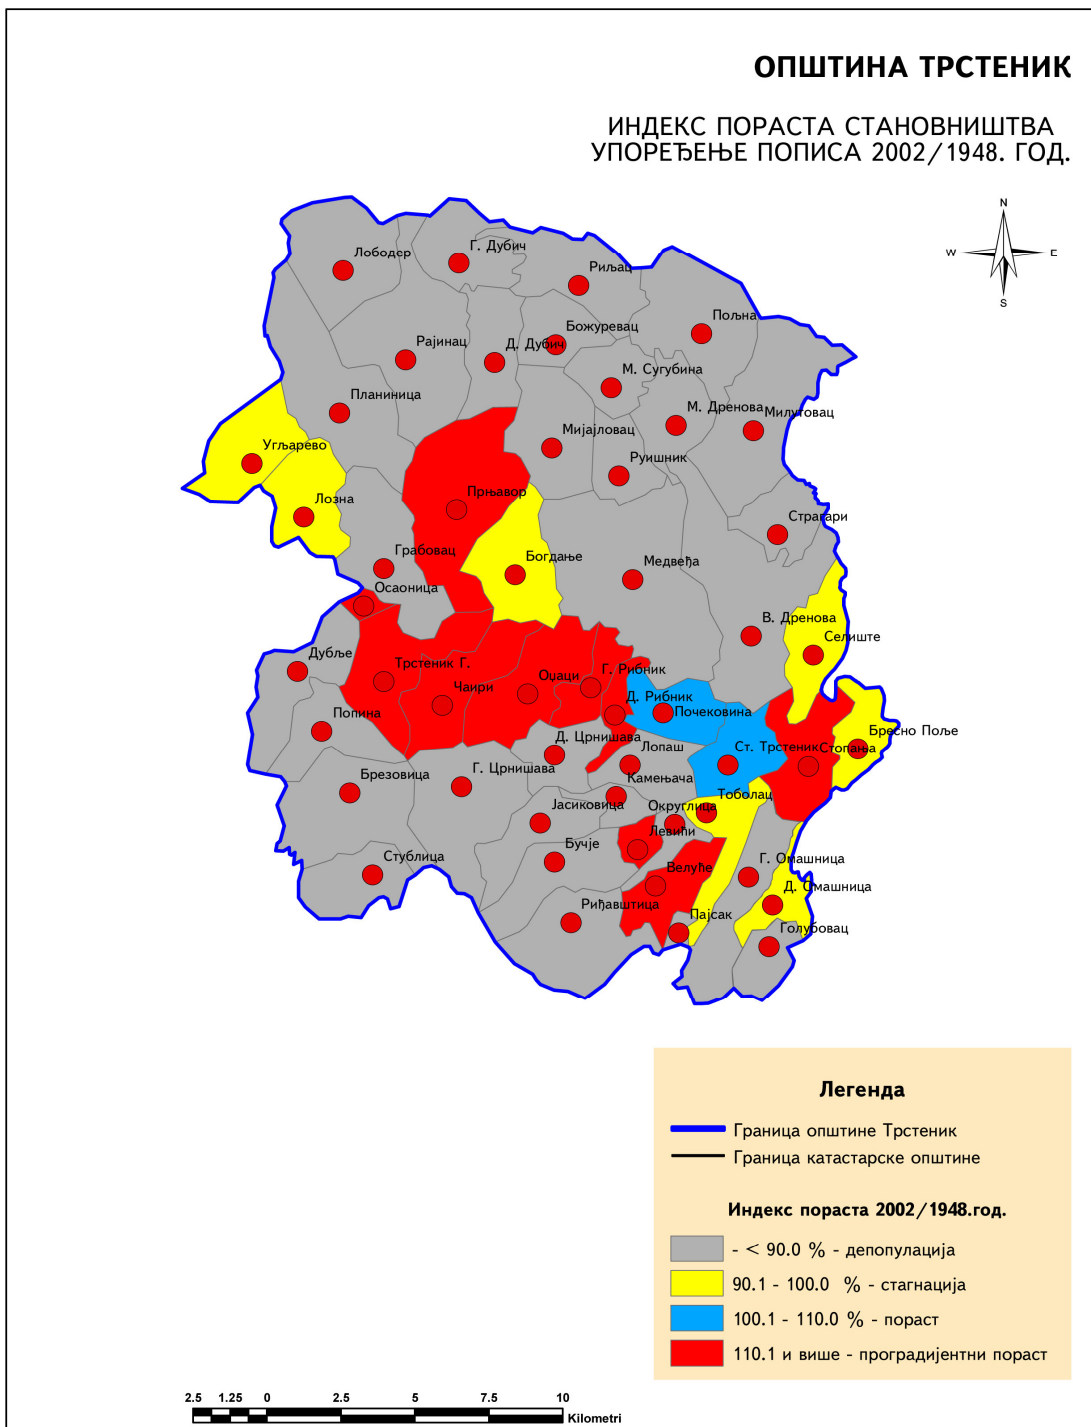 ОПШТИНА ТРСТЕНИК
ИНДЕКС ПОРАСТА СТАНОВНИШТВА
УПОРЕЂЕЊЕ ПОПИСА 2002/1948. ГОД.
N
W
E
S
Лободер
Г. Дубич
Риљац
Пољна
Божуревац
Рајинац
Д. Дубич
М. Сугубина
Планиница
М. Дренова
Милутовац
Угљарево
Мијајловац
Руишник
Лозна
Прњавор
Страгари
Грабовац
Богдање
Медвеђа
Осаоница
В. Дренова
Селиште
Дубље
Трстеник Г.
Чаири
Оџаци
Г. Рибник
Д. Рибник
Почековина
Попина
Д. Црнишава
Лопаш
Ст. Трстеник
Стопања
Бресно Поље
Брезовица
Г. Црнишава
Камењача
Јасиковица
Округлица
Тоболац
Левићи
Стублица
Бучје
Велуће
Г. Омашница
Д. Омашница
Риђавштица
Пајсак
Голубовац
Легенда
Граница општине Трстеник
Граница катастарске општине
Индекс пораста 2002/1948.год.
- < 90.0 % - депопулација
90.1 - 100.0 % - стагнација
100.1 - 110.0 % - пораст
110.1 и више - проградијентни пораст
2.5 1.25 0 2.5 5 7.5 10
Kilometri